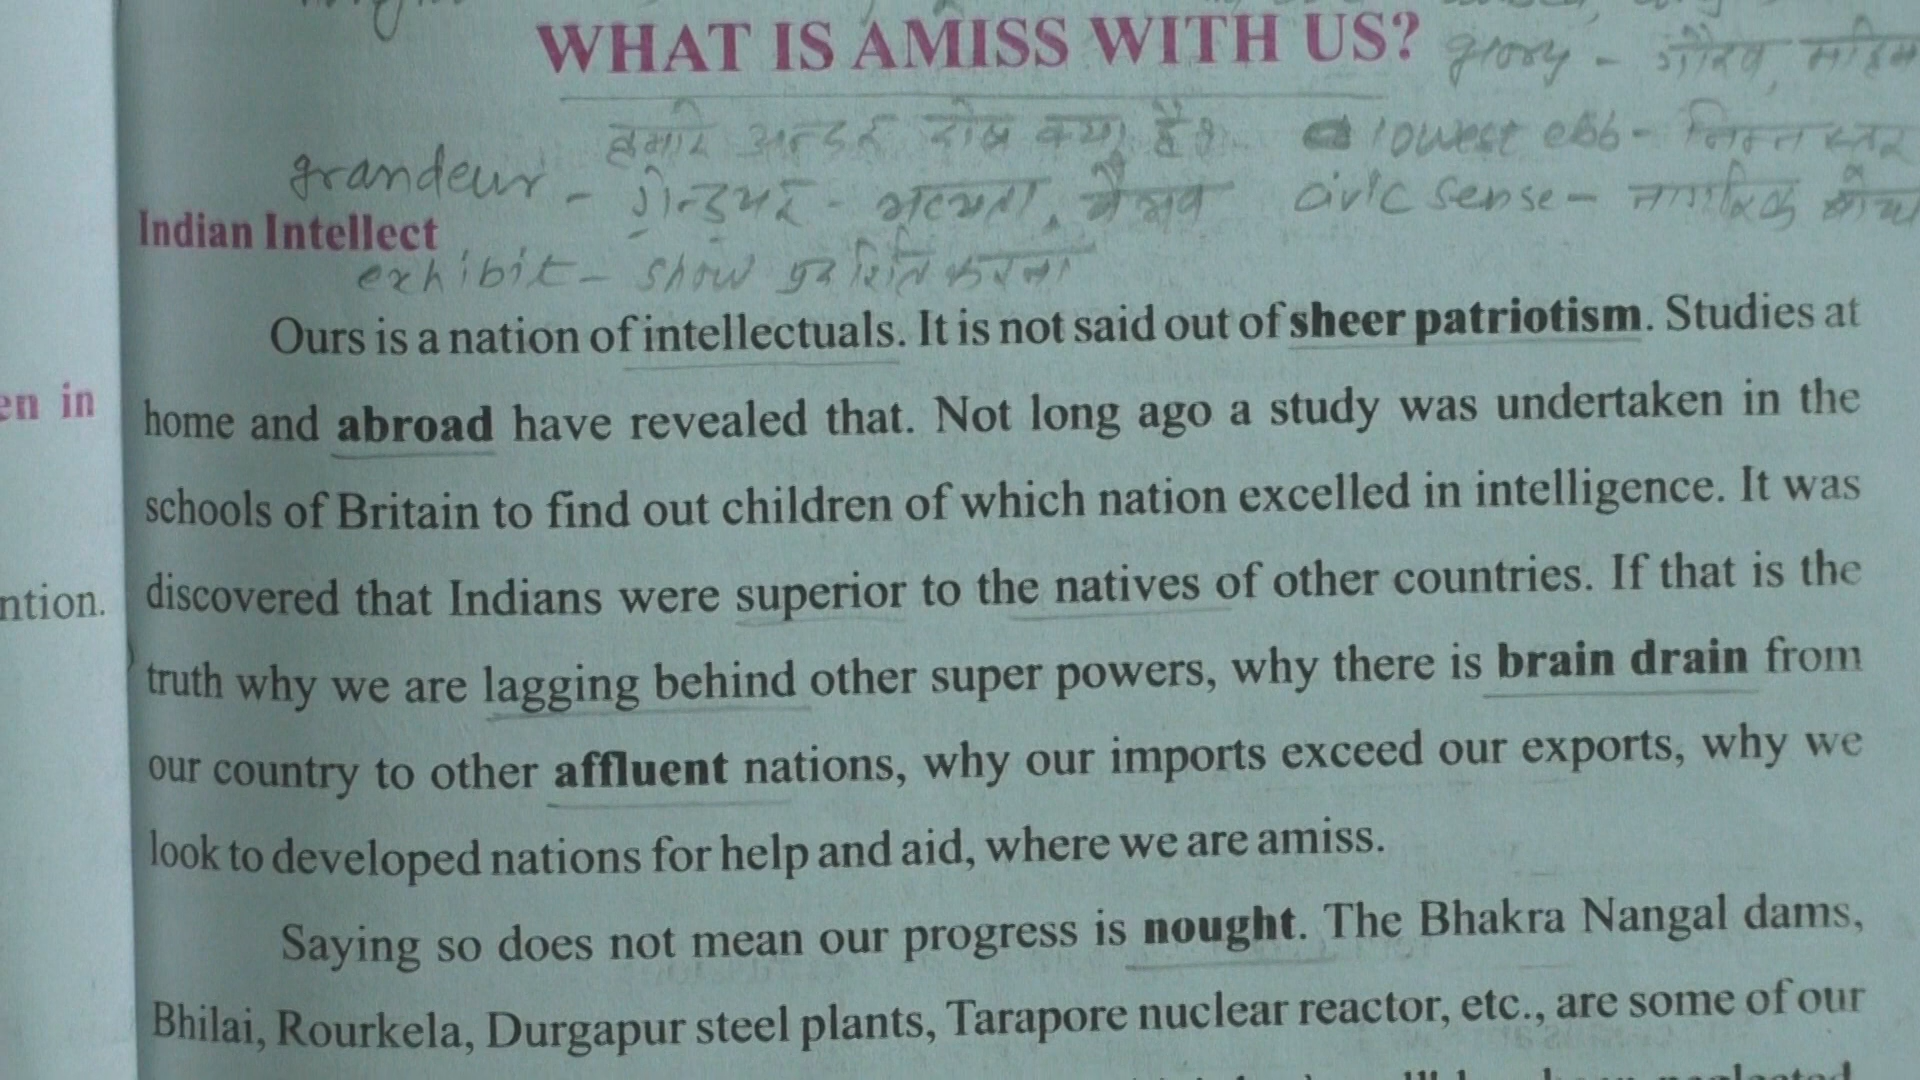 WHAT IS AMISS WITH US?
glory - गौरव, महिमा
हमारे अन्दर दोष क्या है?
lowest ebb - निम्न स्तर
grandeur - ग्रेन्ड्यर - भव्यता, वैभव
civic sense - नागरिक
Indian Intellect
exhibit - show प्रदर्शित करना
Ours is a nation of intellectuals. It is not said out of sheer patriotism. Studies at
en in
home and abroad have revealed that. Not long ago a study was undertaken in the
schools of Britain to find out children of which nation excelled in intelligence. It was
ntion.
discovered that Indians were superior to the natives of other countries. If that is the
truth why we are lagging behind other super powers, why there is brain drain from
our country to other affluent nations, why our imports exceed our exports, why we
look to developed nations for help and aid, where we are amiss.
Saying so does not mean our progress is nought. The Bhakra Nangal dams,
Bhilai, Rourkela, Durgapur steel plants, Tarapore nuclear reactor, etc., are some of our